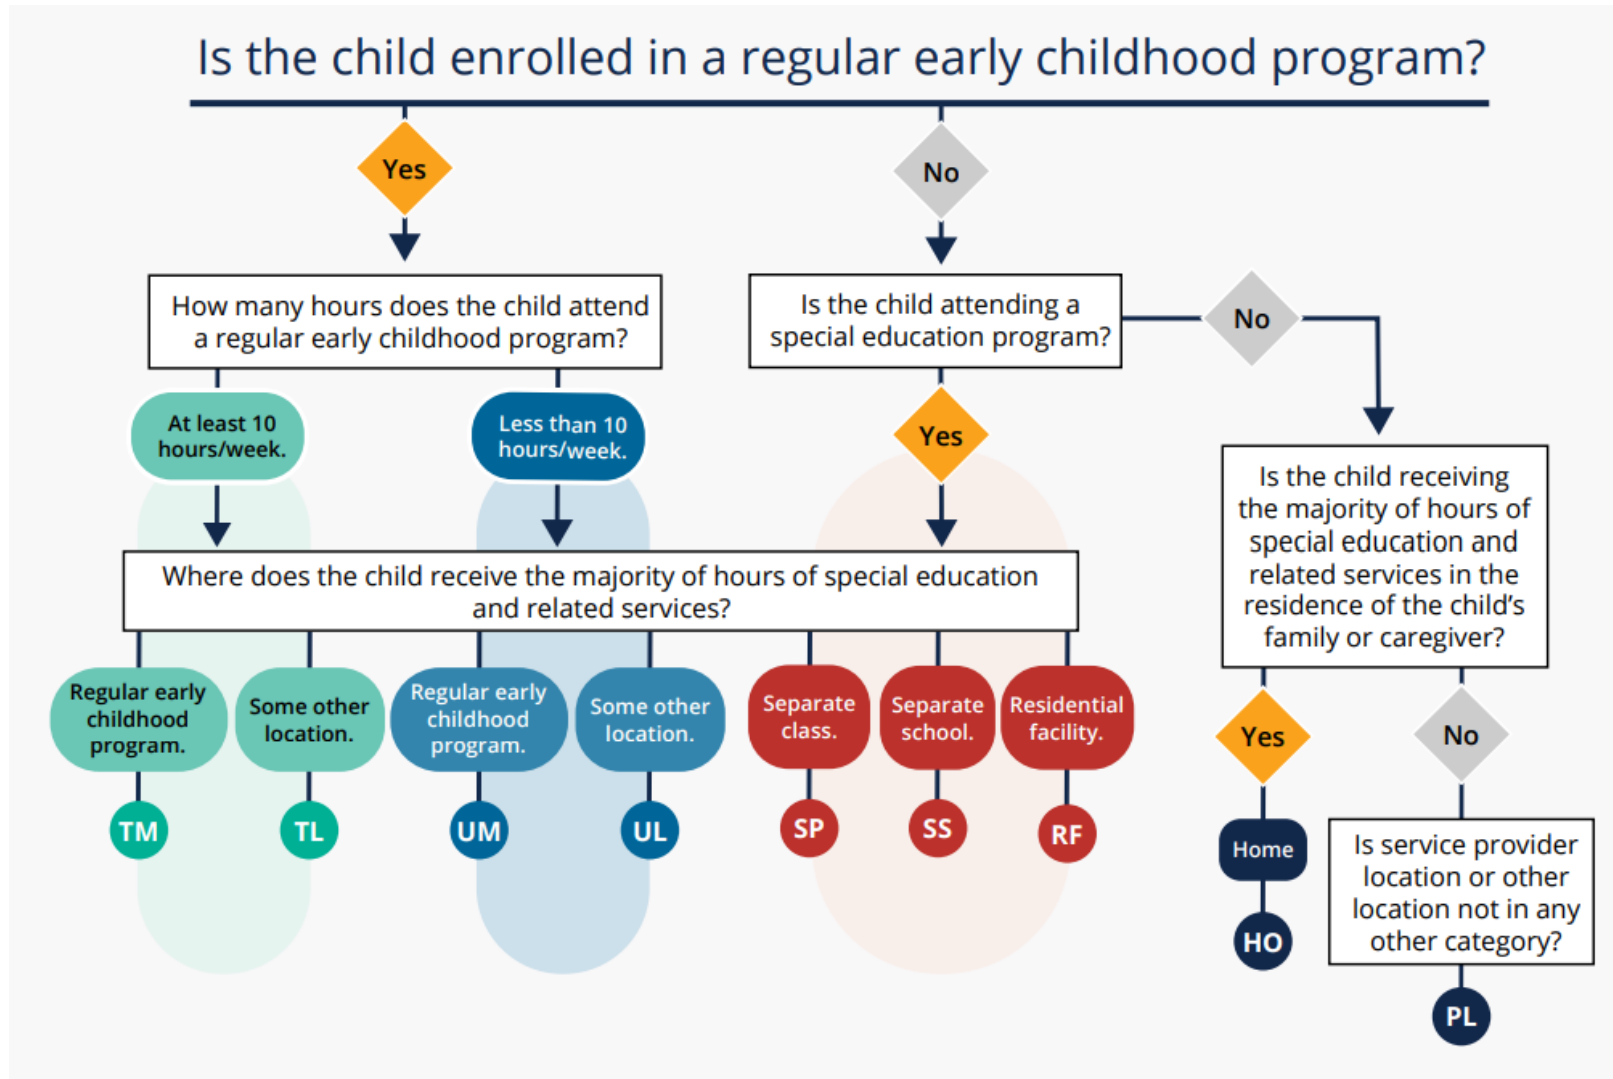 Is the child enrolled in a regular early childhood program?
Yes
No
How many hours does the child attend
a regular early childhood program?
Is the child attending a
special education program?
No
At least 10
hours/week.
Less than 10
hours/week.
Yes
Is the child receiving
the majority of hours of
special education and
related services in the
residence of the child's
family or caregiver?
Where does the child receive the majority of hours of special education
and related services?
Regular early
childhood
program.
Some other
location.
Regular early
childhood
program.
Some other
location.
Separate
class.
Separate
school.
Residential
facility.
Yes
No
TM
TL
UM
UL
SP
SS
RF
Home
HO
Is service provider
location or other
location not in any
other category?
PL